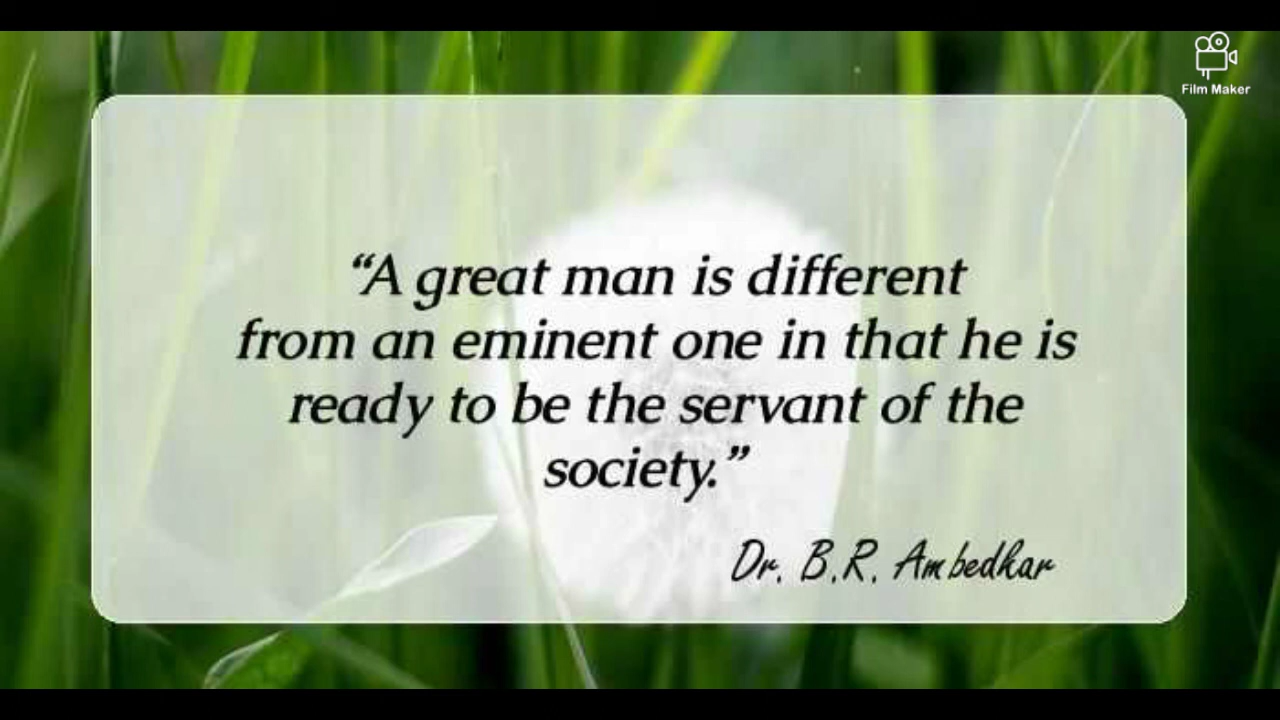 Film Maker
“A great man is different
from an eminent one in that he is
ready to be the servant of the
society.”
Dr. B.R. Ambedkar